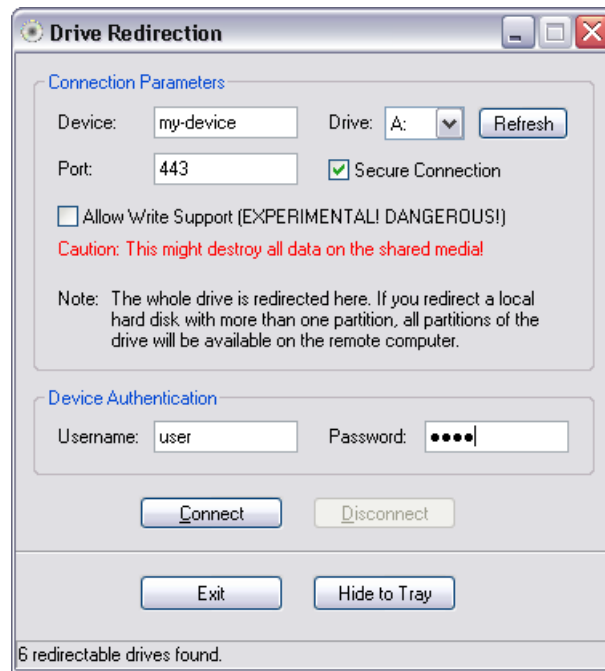 Drive Redirection
Connection Parameters
Device: my-device Drive: A: Refresh
Port: 443 Secure Connection
Allow Write Support (EXPERIMENTAL! DANGEROUS!)
Caution: This might destroy all data on the shared media!
Note: The whole drive is redirected here. If you redirect a local
hard disk with more than one partition, all partitions of the
drive will be available on the remote computer.
Device Authentication
Username: user Password: ●●●●
Connect Disconnect
Exit Hide to Tray
6 redirectable drives found.